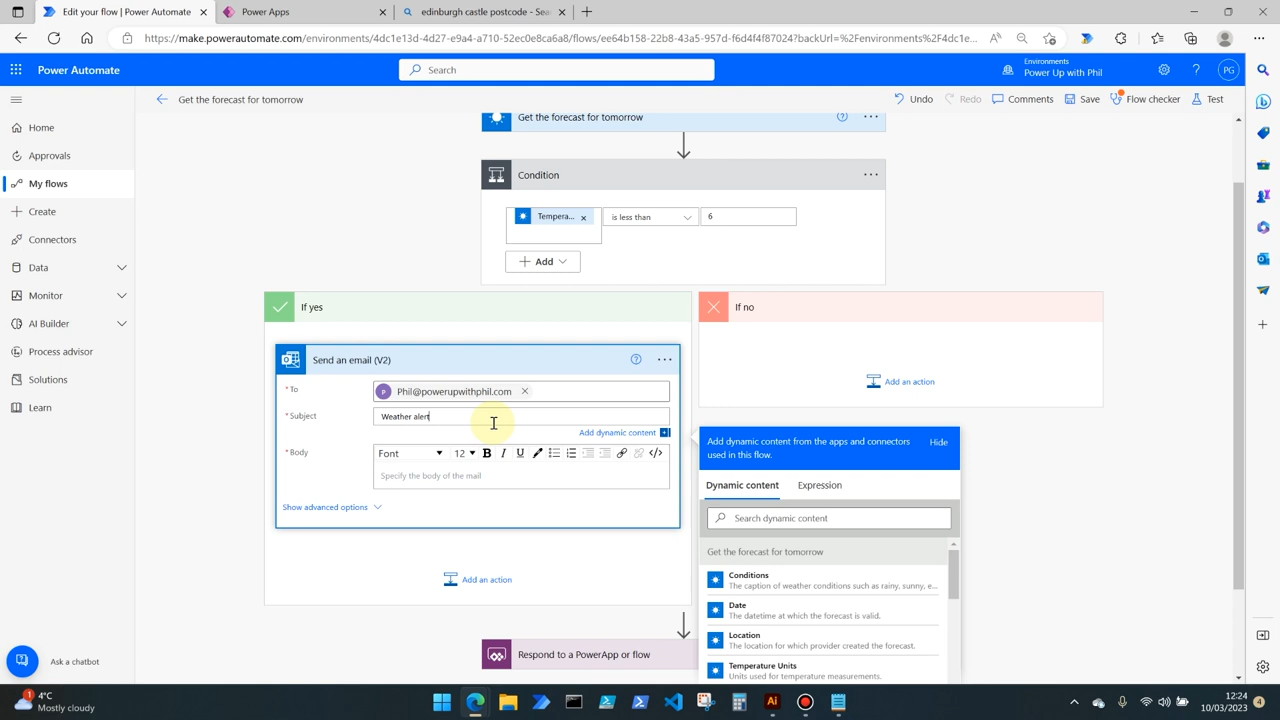 Edit your flow | Power Automate
Power Apps
edinburgh castle postcode - Sea
https://make.powerautomate.com/environments/4dc1e13d-4d27-e9a4-a710-52ec0e8ca6a8/flows/ee64b158-22b8-43a5-957d-f6d4f4f87024?backUrl=%2Fenvironments%2F4dc1e...
Power Automate
Search
Environments
Power Up with Phil
PG
Get the forecast for tomorrow
Undo
Redo
Comments
Save
Flow checker
Test
Home
Approvals
My flows
Create
Connectors
Data
Monitor
AI Builder
Process advisor
Solutions
Learn
Ask a chatbot
Get the forecast for tomorrow
Condition
Tempera...
is less than
6
Add
If yes
If no
Add an action
Send an email (V2)
* To
P
Phil@powerupwithphil.com
* Subject
Weather alert
Add dynamic content
* Body
Font
12
B
I
U
</>
Specify the body of the mail
Show advanced options
Add an action
Respond to a PowerApp or flow
Add dynamic content from the apps and connectors
used in this flow.
Hide
Dynamic content
Expression
Search dynamic content
Get the forecast for tomorrow
Conditions
The caption of weather conditions such as rainy, sunny, e...
Date
The datetime at which the forecast is valid.
Location
The location for which provider created the forecast.
Temperature Units
Units used for temperature measurements.
1
4°C
Mostly cloudy
Ai
12:24
10/03/2023
4